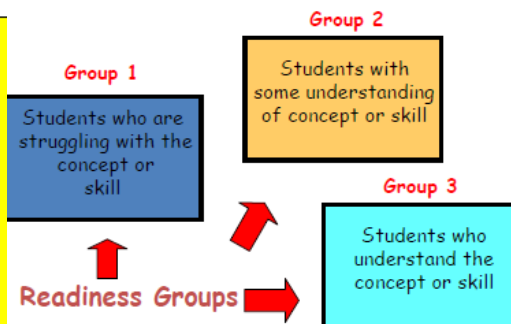 Group 1
Students who are
struggling with the
concept or
skill
Group 2
Students with
some understanding
of concept or skill
Group 3
Students who
understand the
concept or skill
Readiness Groups